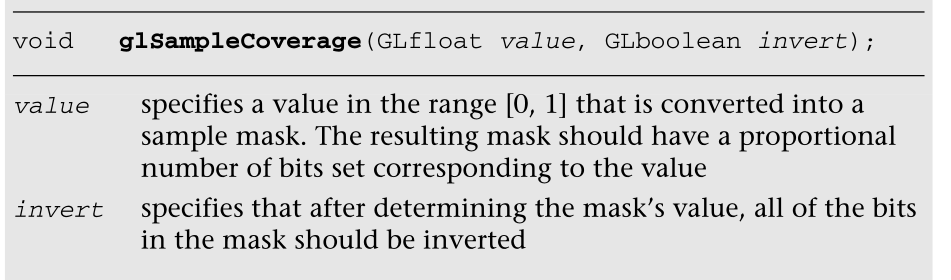 void glSampleCoverage(GLfloat value, GLboolean invert);
value specifies a value in the range [0, 1] that is converted into a
sample mask. The resulting mask should have a proportional
number of bits set corresponding to the value
invert specifies that after determining the mask’s value, all of the bits
in the mask should be inverted